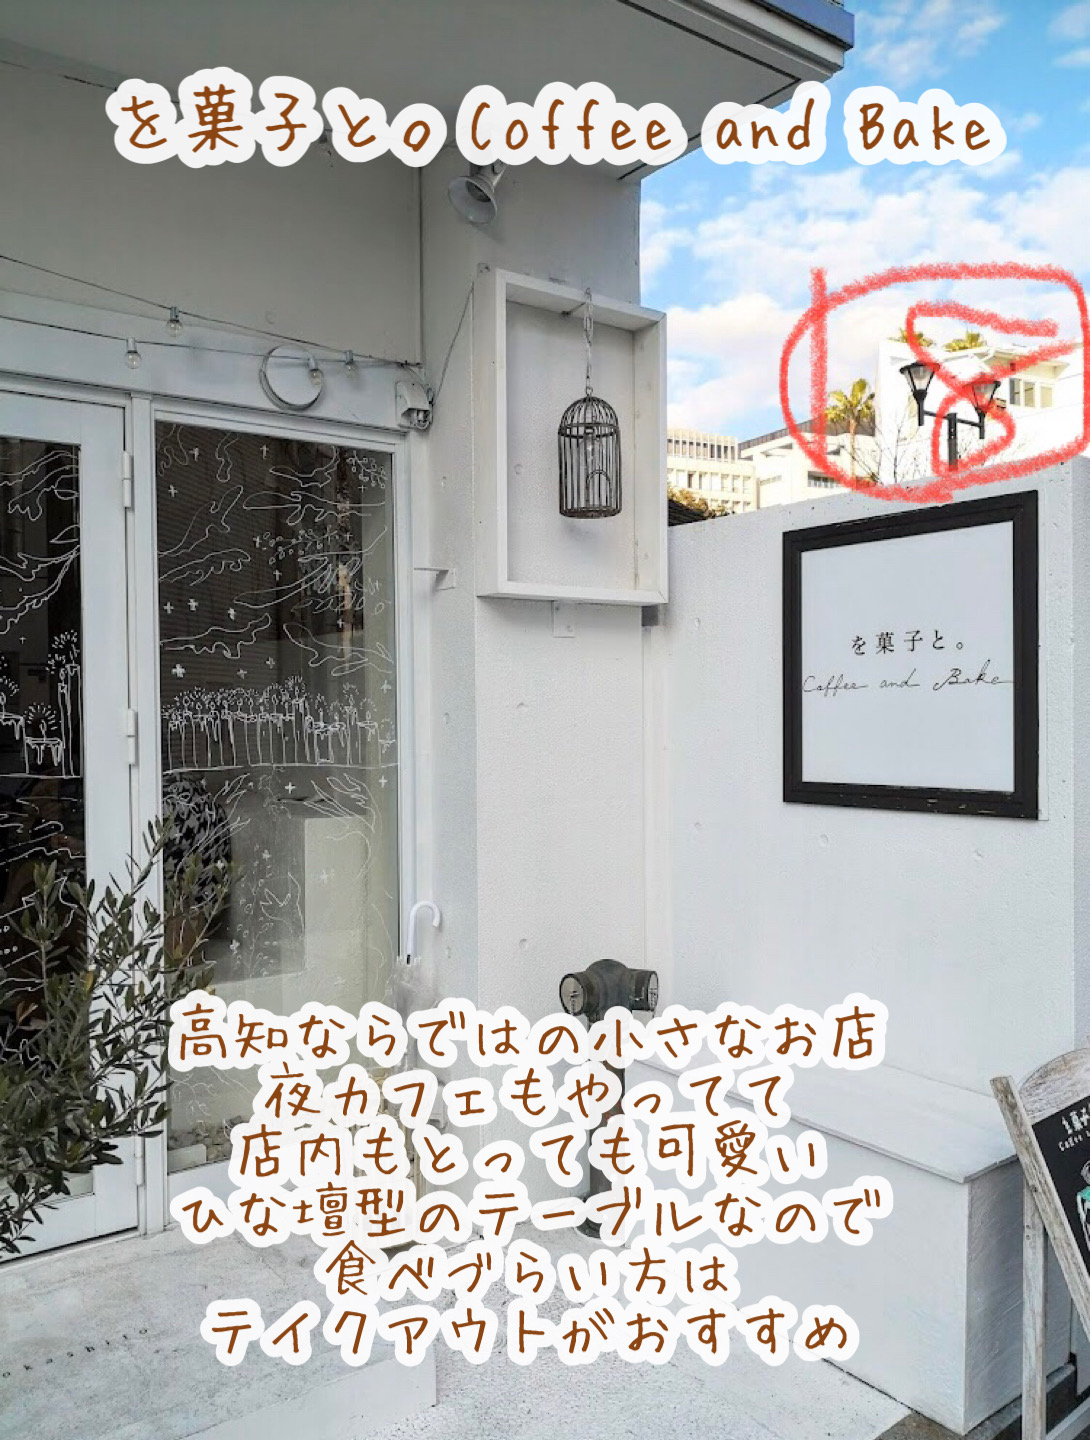 を菓子と。Coffee and Bake
を菓子と。
Coffee and Bake
高知ならではの小さなお店
夜カフェもやってて
店内もとっても可愛い
ひな壇型のテーブルなので
食べづらい方は
テイクアウトがおすすめ